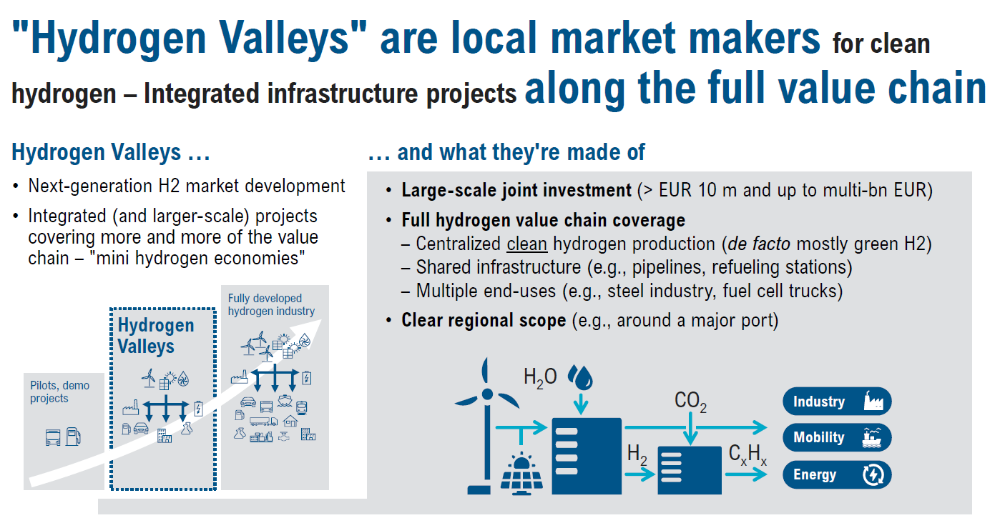 "Hydrogen Valleys" are local market makers for clean
hydrogen – Integrated infrastructure projects along the full value chain
Hydrogen Valleys …
• Next-generation H2 market development
• Integrated (and larger-scale) projects
covering more and more of the value
chain – "mini hydrogen economies"
Pilots, demo
projects
Hydrogen
Valleys
Fully developed
hydrogen industry
… and what they're made of
• Large-scale joint investment (> EUR 10 m and up to multi-bn EUR)
• Full hydrogen value chain coverage
– Centralized clean hydrogen production (de facto mostly green H2)
– Shared infrastructure (e.g., pipelines, refueling stations)
– Multiple end-uses (e.g., steel industry, fuel cell trucks)
• Clear regional scope (e.g., around a major port)
H₂O
CO₂
H₂
CₓHₓ
Industry
Mobility
Energy